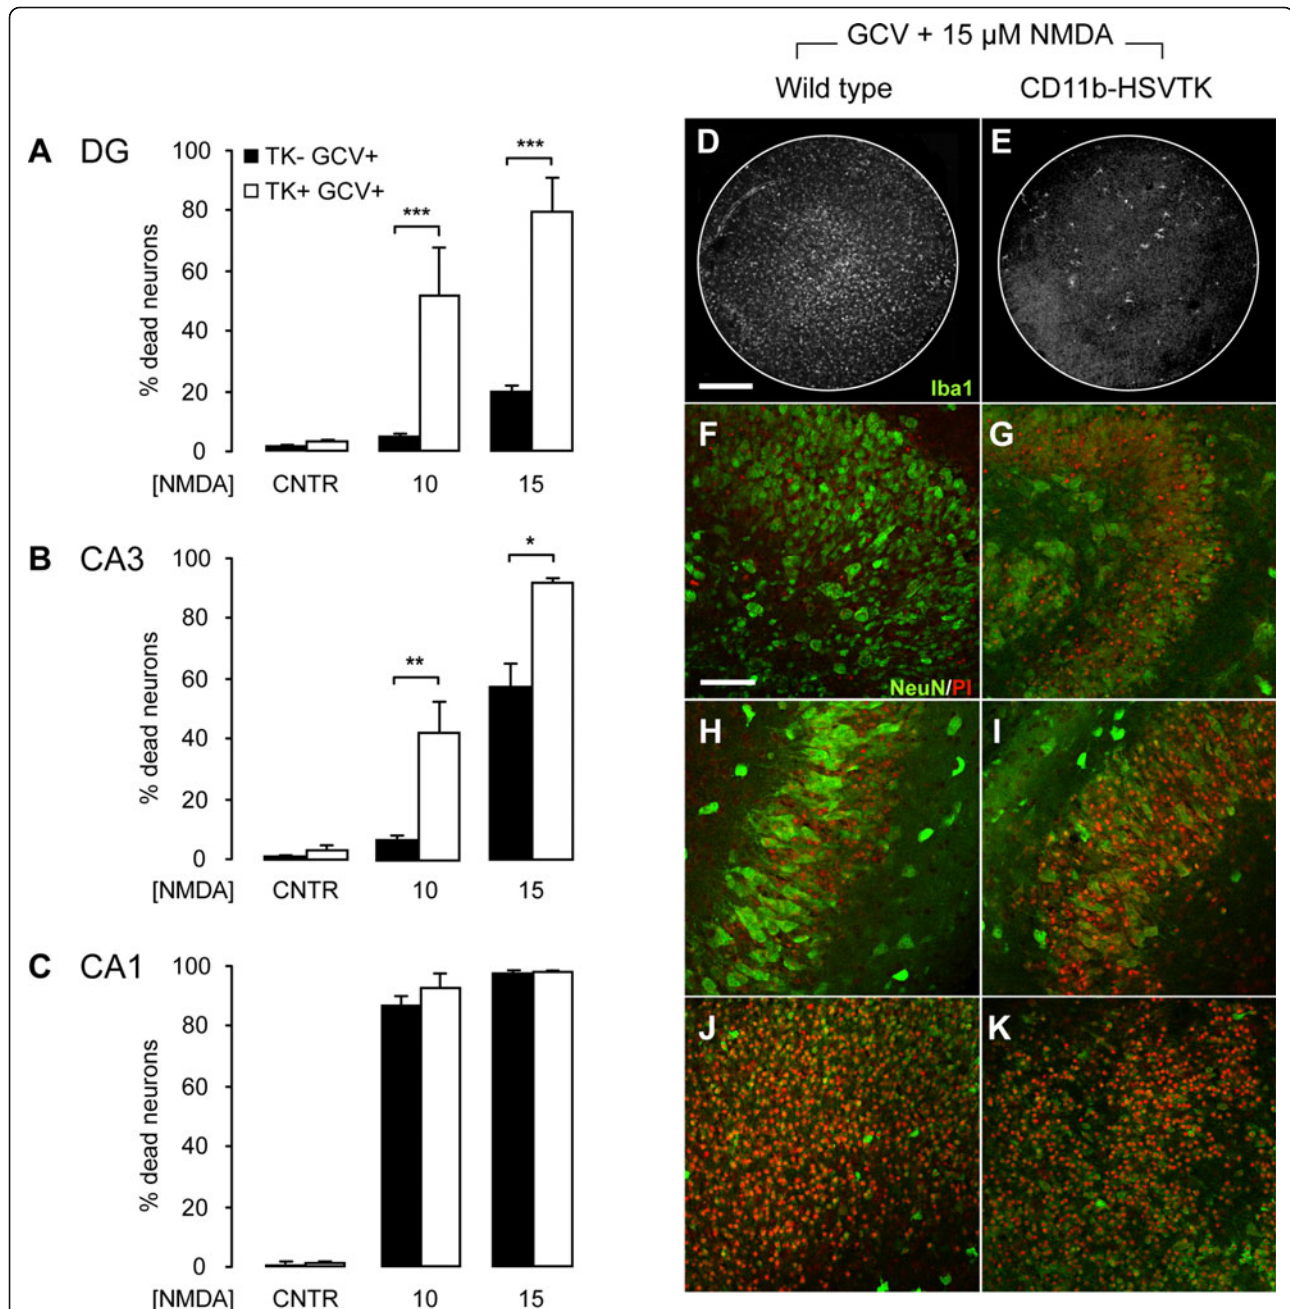 GCV + 15 µM NMDA
Wild type
CD11b-HSVTK
A DG
100
80
60
40
20
0
% dead neurons
TK- GCV+
TK+ GCV+
***
***
[NMDA] CNTR 10 15
B CA3
100
80
60
40
20
0
% dead neurons
**
*
[NMDA] CNTR 10 15
C CA1
100
80
60
40
20
0
% dead neurons
[NMDA] CNTR 10 15
D
Iba1
E
F
NeuN/PI
G
H
I
J
K